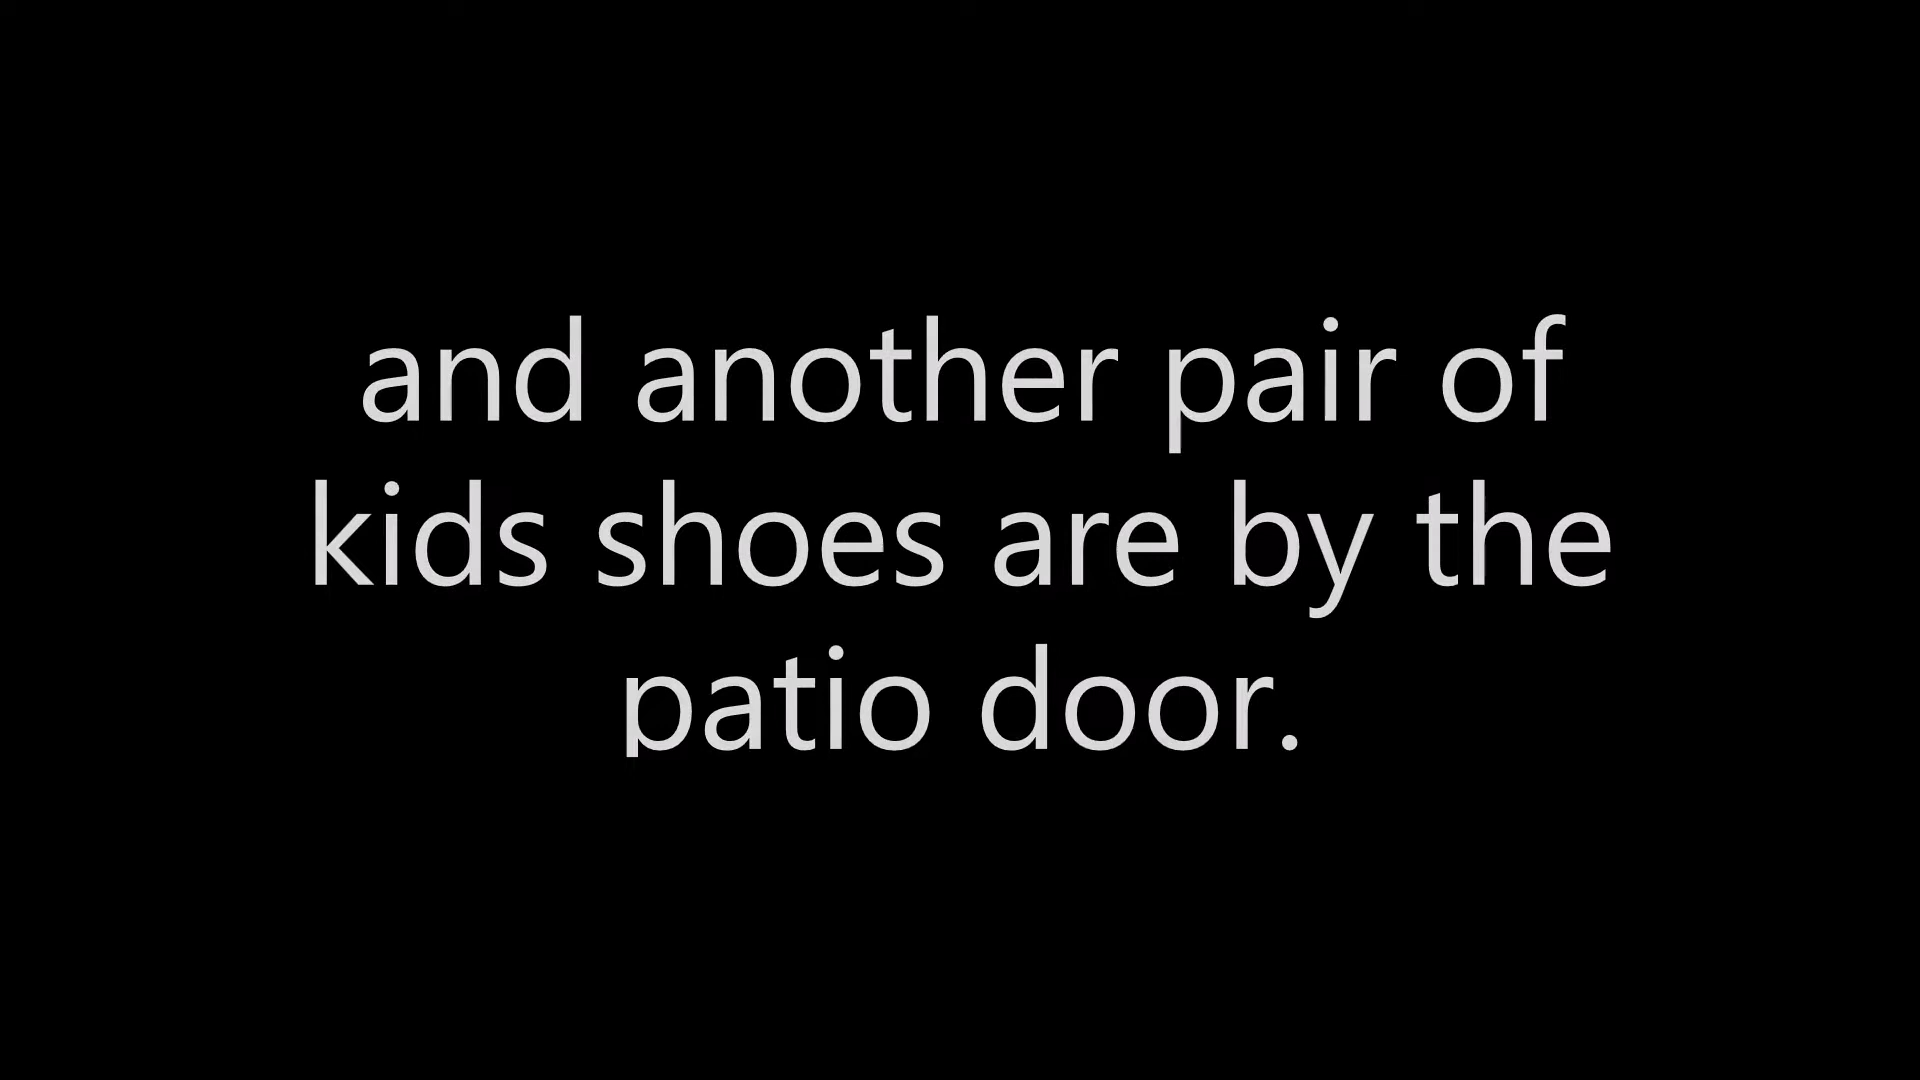 and another pair of
kids shoes are by the
patio door.